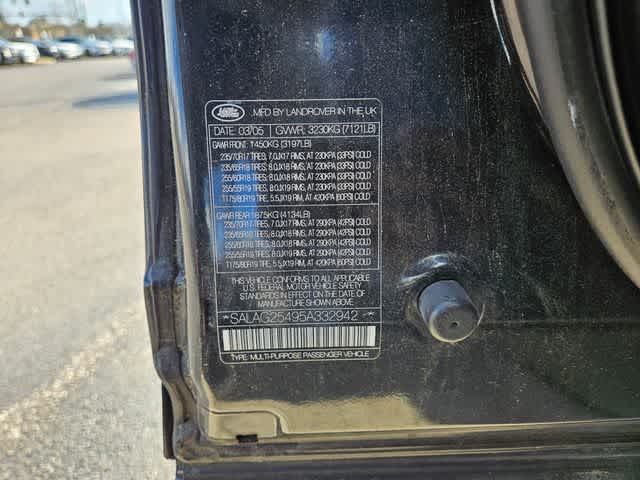 LAND ROVER
MFD BY LANDROVER IN THE UK
DATE: 03/05 GVWR: 3230KG (7121LB)
GAWR FRONT: 1450KG (3197LB)
235/70R17 TIRES, 7.0JX17 RIMS, AT 230KPA (33PSI) COLD
235/65R18 TIRES, 8.0JX18 RIMS, AT 230KPA (33PSI) COLD
255/60R18 TIRES, 8.0JX18 RIMS, AT 230KPA (33PSI) COLD
255/55R19 TIRES, 8.0JX19 RIMS, AT 230KPA (33PSI) COLD
T175/80R19 TIRE, 5.5JX19 RIM, AT 420KPA (60PSI) COLD
GAWR REAR 1875KG (4134LB)
235/70R17 TIRES, 7.0JX17 RIMS, AT 290KPA (42PSI) COLD
235/65R18 TIRES, 8.0JX18 RIMS, AT 290KPA (42PSI) COLD
255/60R18 TIRES, 8.0JX18 RIMS, AT 290KPA (42PSI) COLD
255/55R19 TIRES, 8.0JX19 RIMS, AT 290KPA (42PSI) COLD
T175/80R19 TIRE, 5.5JX19 RIM, AT 420KPA (60PSI) COLD
THIS VEHICLE CONFORMS TO ALL APPLICABLE
U.S. FEDERAL MOTOR VEHICLE SAFETY
STANDARDS IN EFFECT ON THE DATE OF
MANUFACTURE SHOWN ABOVE
*SALAG25495A332942*
TYPE: MULTI-PURPOSE PASSENGER VEHICLE